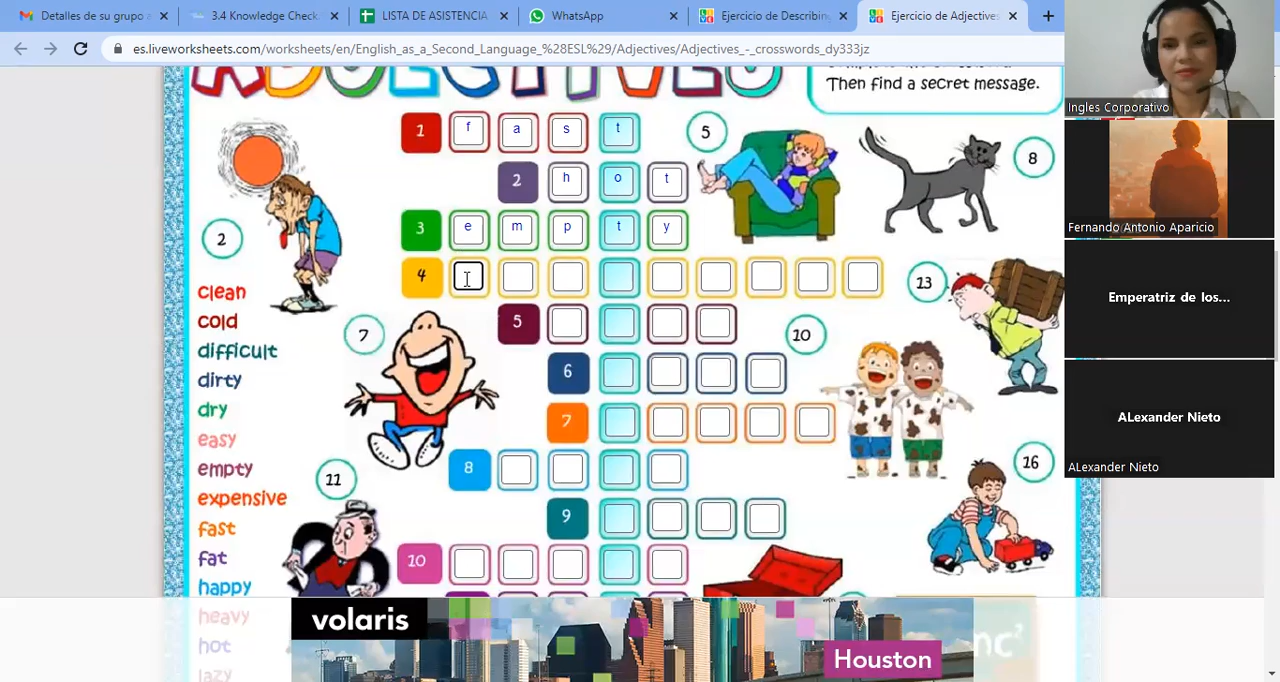 Detalles de su grupo a
3.4 Knowledge Check
LISTA DE ASISTENCIA
WhatsApp
Ejercicio de Describing
Ejercicio de Adjectives
es.liveworksheets.com/worksheets/en/English_as_a_Second_Language_%28ESL%29/Adjectives/Adjectives_-_crosswords_dy333jz
Then find a secret message.
Ingles Corporativo
1 f a s t
5
8
2 h o t
3 e m p t y
2
4
13
5
7
10
6
7
8
11
16
9
10
clean
cold
difficult
dirty
dry
easy
empty
expensive
fast
fat
happy
heavy
hot
lazy
Fernando Antonio Aparicio
Emperatriz de los...
ALexander Nieto
ALexander Nieto
volaris
Houston